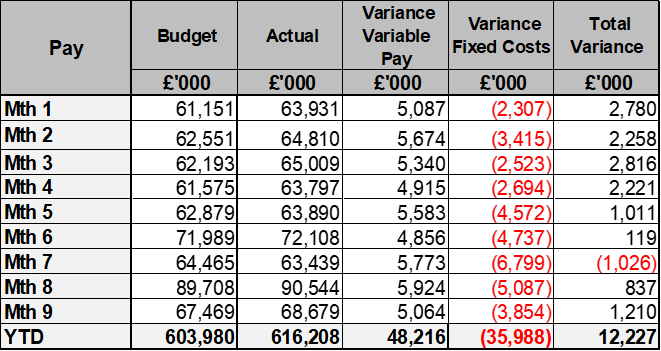 Pay Budget Actual Variance Variable Pay Variance Fixed Costs Total Variance
£'000 £'000 £'000 £'000 £'000
Mth 1 61,151 63,931 5,087 (2,307) 2,780
Mth 2 62,551 64,810 5,674 (3,415) 2,258
Mth 3 62,193 65,009 5,340 (2,523) 2,816
Mth 4 61,575 63,797 4,915 (2,694) 2,221
Mth 5 62,879 63,890 5,583 (4,572) 1,011
Mth 6 71,989 72,108 4,856 (4,737) 119
Mth 7 64,465 63,439 5,773 (6,799) (1,026)
Mth 8 89,708 90,544 5,924 (5,087) 837
Mth 9 67,469 68,679 5,064 (3,854) 1,210
YTD 603,980 616,208 48,216 (35,988) 12,227